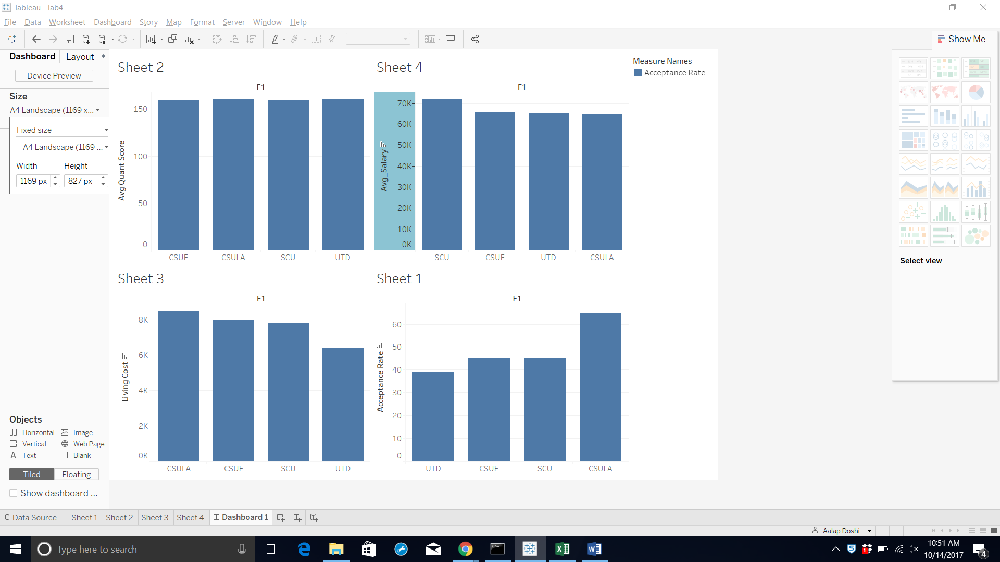 Tableau - lab4
File Data Worksheet Dashboard Story Map Format Server Window Help
Show Me
Dashboard Layout
Device Preview
Size
A4 Landscape (1169 x...
Fixed size
A4 Landscape (1169 ...
Width Height
1169 px 827 px
Sheet 2
F1
Avg Quant Score
150
100
50
0
CSUF CSULA SCU UTD
Sheet 4
F1
Avg_Salary
70K
60K
50K
40K
30K
20K
10K
0K
SCU CSUF UTD CSULA
Measure Names
Acceptance Rate
Sheet 3
F1
Living Cost
8K
6K
4K
2K
0K
CSULA CSUF SCU UTD
Sheet 1
F1
Acceptance Rate
60
50
40
30
20
10
0
UTD CSUF SCU CSULA
Select view
Objects
Horizontal Image
Vertical Web Page
A Text Blank
Tiled Floating
Show dashboard ...
Data Source Sheet 1 Sheet 2 Sheet 3 Sheet 4 Dashboard 1
Aalap Doshi
Type here to search
10:51 AM
10/14/2017
1
4